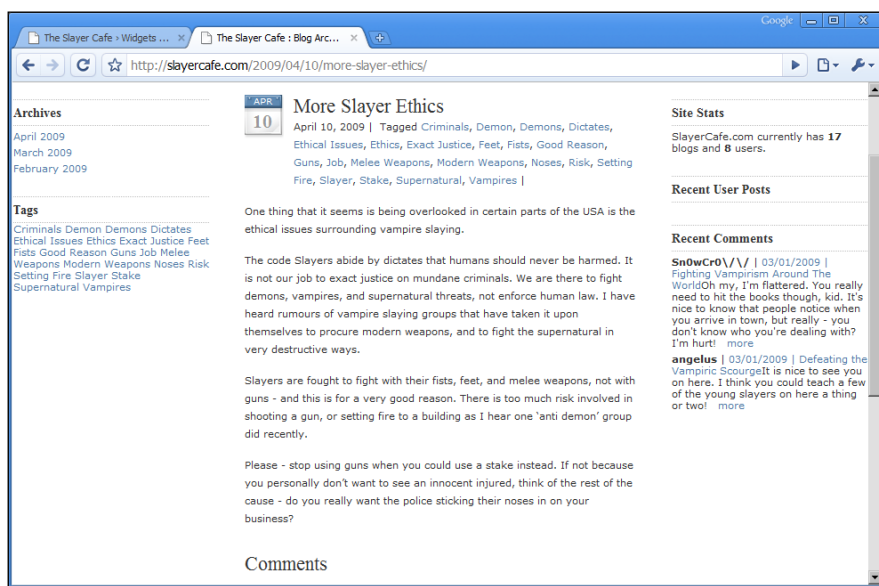 Google
The Slayer Cafe › Widgets ...
The Slayer Cafe : Blog Arc...
http://slayercafe.com/2009/04/10/more-slayer-ethics/
Archives
April 2009
March 2009
February 2009
Tags
Criminals Demon Demons Dictates
Ethical Issues Ethics Exact Justice Feet
Fists Good Reason Guns Job Melee
Weapons Modern Weapons Noses Risk
Setting Fire Slayer Stake
Supernatural Vampires
APR
10
More Slayer Ethics
April 10, 2009 | Tagged Criminals, Demon, Demons, Dictates,
Ethical Issues, Ethics, Exact Justice, Feet, Fists, Good Reason,
Guns, Job, Melee Weapons, Modern Weapons, Noses, Risk, Setting
Fire, Slayer, Stake, Supernatural, Vampires |
One thing that it seems is being overlooked in certain parts of the USA is the
ethical issues surrounding vampire slaying.
The code Slayers abide by dictates that humans should never be harmed. It
is not our job to exact justice on mundane criminals. We are there to fight
demons, vampires, and supernatural threats, not enforce human law. I have
heard rumours of vampire slaying groups that have taken it upon
themselves to procure modern weapons, and to fight the supernatural in
very destructive ways.
Slayers are fought to fight with their fists, feet, and melee weapons, not with
guns - and this is for a very good reason. There is too much risk involved in
shooting a gun, or setting fire to a building as I hear one ‘anti demon’ group
did recently.
Please - stop using guns when you could use a stake instead. If not because
you personally don’t want to see an innocent injured, think of the rest of the
cause - do you really want the police sticking their noses in on your
business?
Comments
Site Stats
SlayerCafe.com currently has 17
blogs and 8 users.
Recent User Posts
Recent Comments
Sn0wCr0\/\/ | 03/01/2009 |
Fighting Vampirism Around The
WorldOh my, I'm flattered. You really
need to hit the books though, kid. It's
nice to know that people notice when
you arrive in town, but really - you
don't know who you're dealing with?
I'm hurt! more
angelus | 03/01/2009 | Defeating the
Vampiric ScourgeIt is nice to see you
on here. I think you could teach a few
of the young slayers on here a thing
or two! more